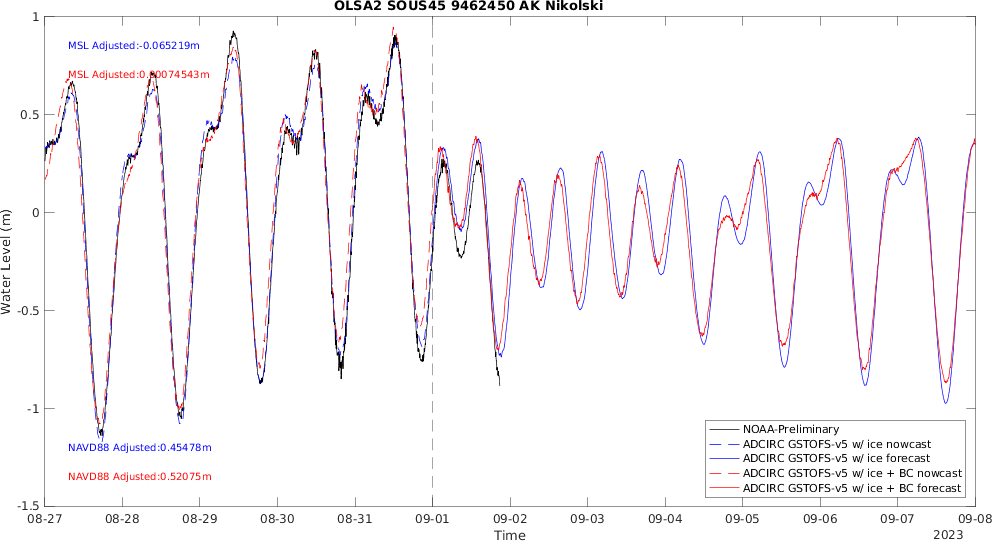 OLSA2 SOUS45 9462450 AK Nikolski
MSL Adjusted:-0.065219m
MSL Adjusted:0.00074543m
NAVD88 Adjusted:0.45478m
NAVD88 Adjusted:0.52075m
Water Level (m)
1
0.5
0
-0.5
-1
-1.5
08-27 08-28 08-29 08-30 08-31 09-01 09-02 09-03 09-04 09-05 09-06 09-07 09-08
Time
2023
NOAA-Preliminary
ADCIRC GSTOFS-v5 w/ ice nowcast
ADCIRC GSTOFS-v5 w/ ice forecast
ADCIRC GSTOFS-v5 w/ ice + BC nowcast
ADCIRC GSTOFS-v5 w/ ice + BC forecast